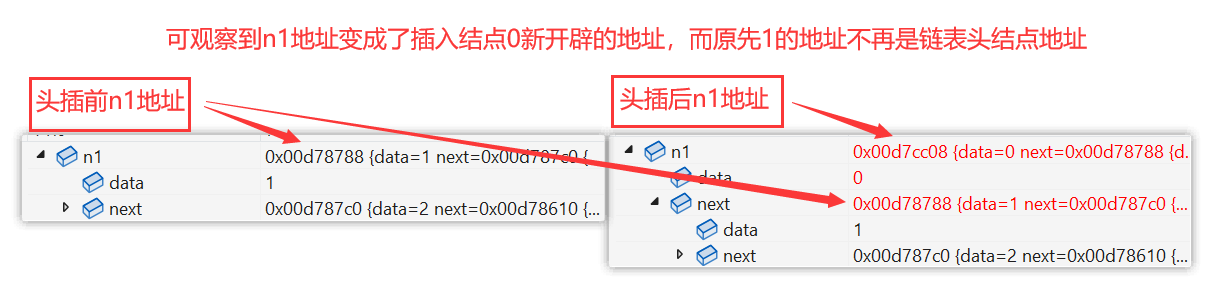 可观察到n1地址变成了插入结点0新开辟的地址，而原先1的地址不再是链表头结点地址
头插前n1地址
n1 0x00d78788 {data=1 next=0x00d787c0 {
data 1
next 0x00d787c0 {data=2 next=0x00d78610 {...
头插后n1地址
n1 0x00d7cc08 {data=0 next=0x00d78788 {d.
data 0
next 0x00d78788 {data=1 next=0x00d787c0 {...
data 1
next 0x00d787c0 {data=2 next=0x00d78610 {...